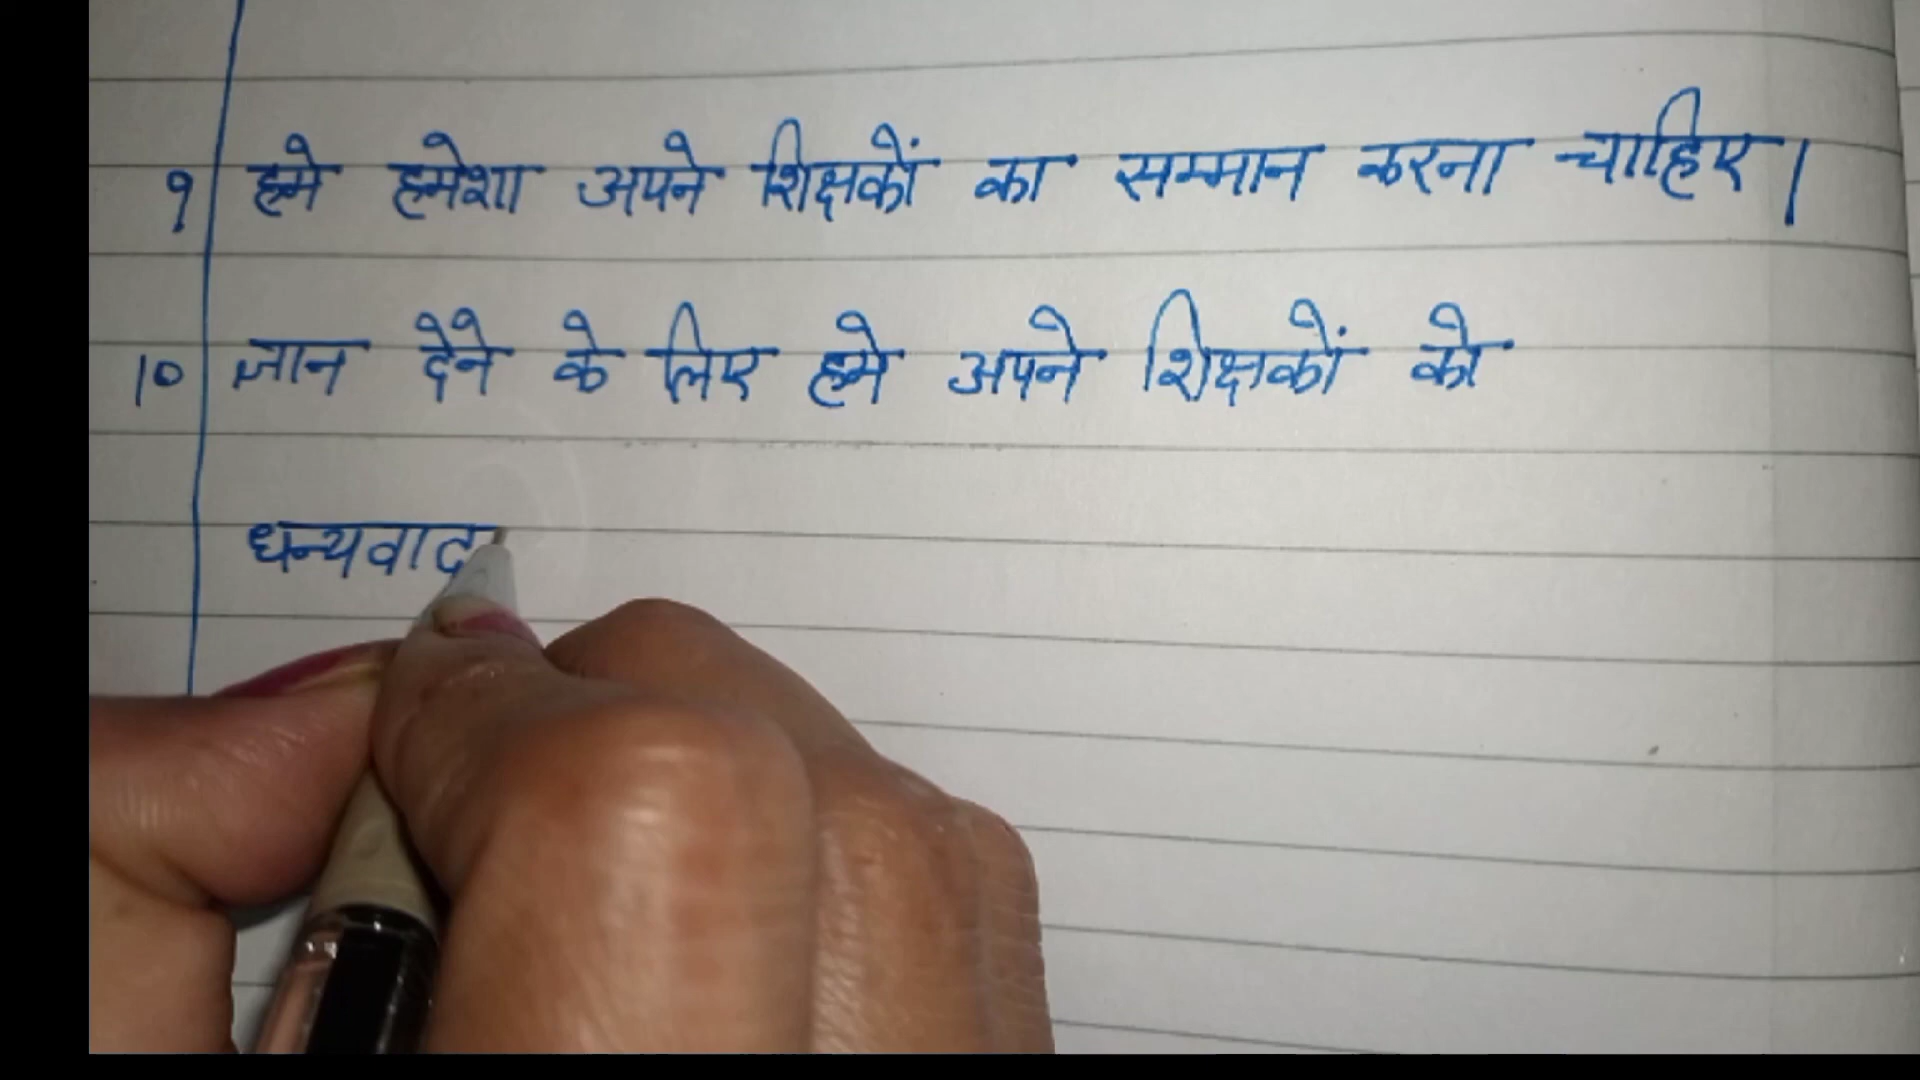 9 हमे हमेशा अपने शिक्षकों का सम्मान करना चाहिए।
10 ज्ञान देने के लिए हमे अपने शिक्षकों को
धन्यवाद